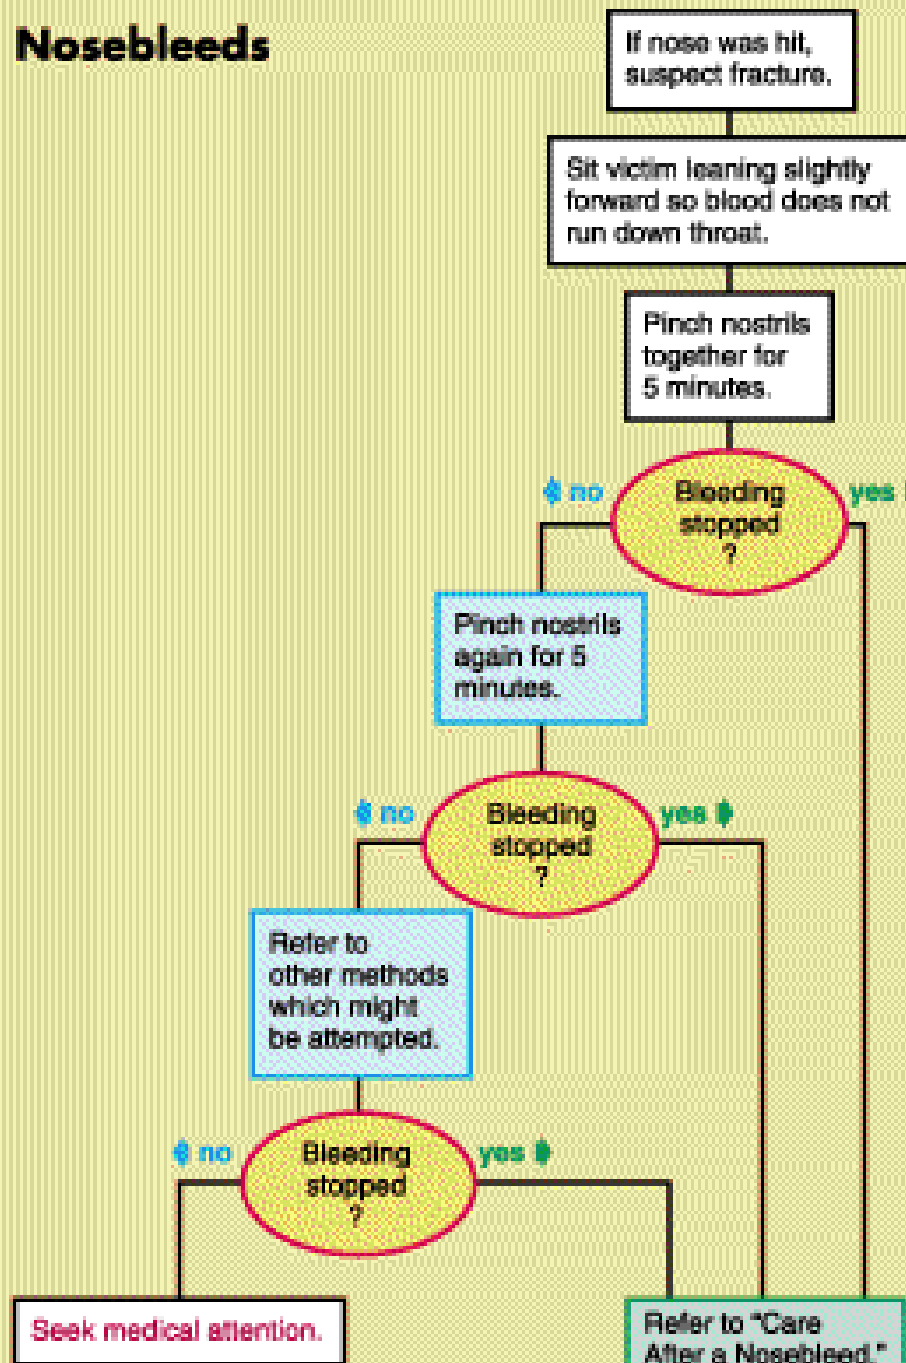 Nosebleeds
If nose was hit,
suspect fracture.
Sit victim leaning slightly
forward so blood does not
run down throat.
Pinch nostrils
together for
5 minutes.
no
Bleeding
stopped
?
yes
Pinch nostrils
again for 5
minutes.
no
Bleeding
stopped
?
yes
Refer to
other methods
which might
be attempted.
no
Bleeding
stopped
?
yes
Seek medical attention.
Refer to "Care
After a Nosebleed."